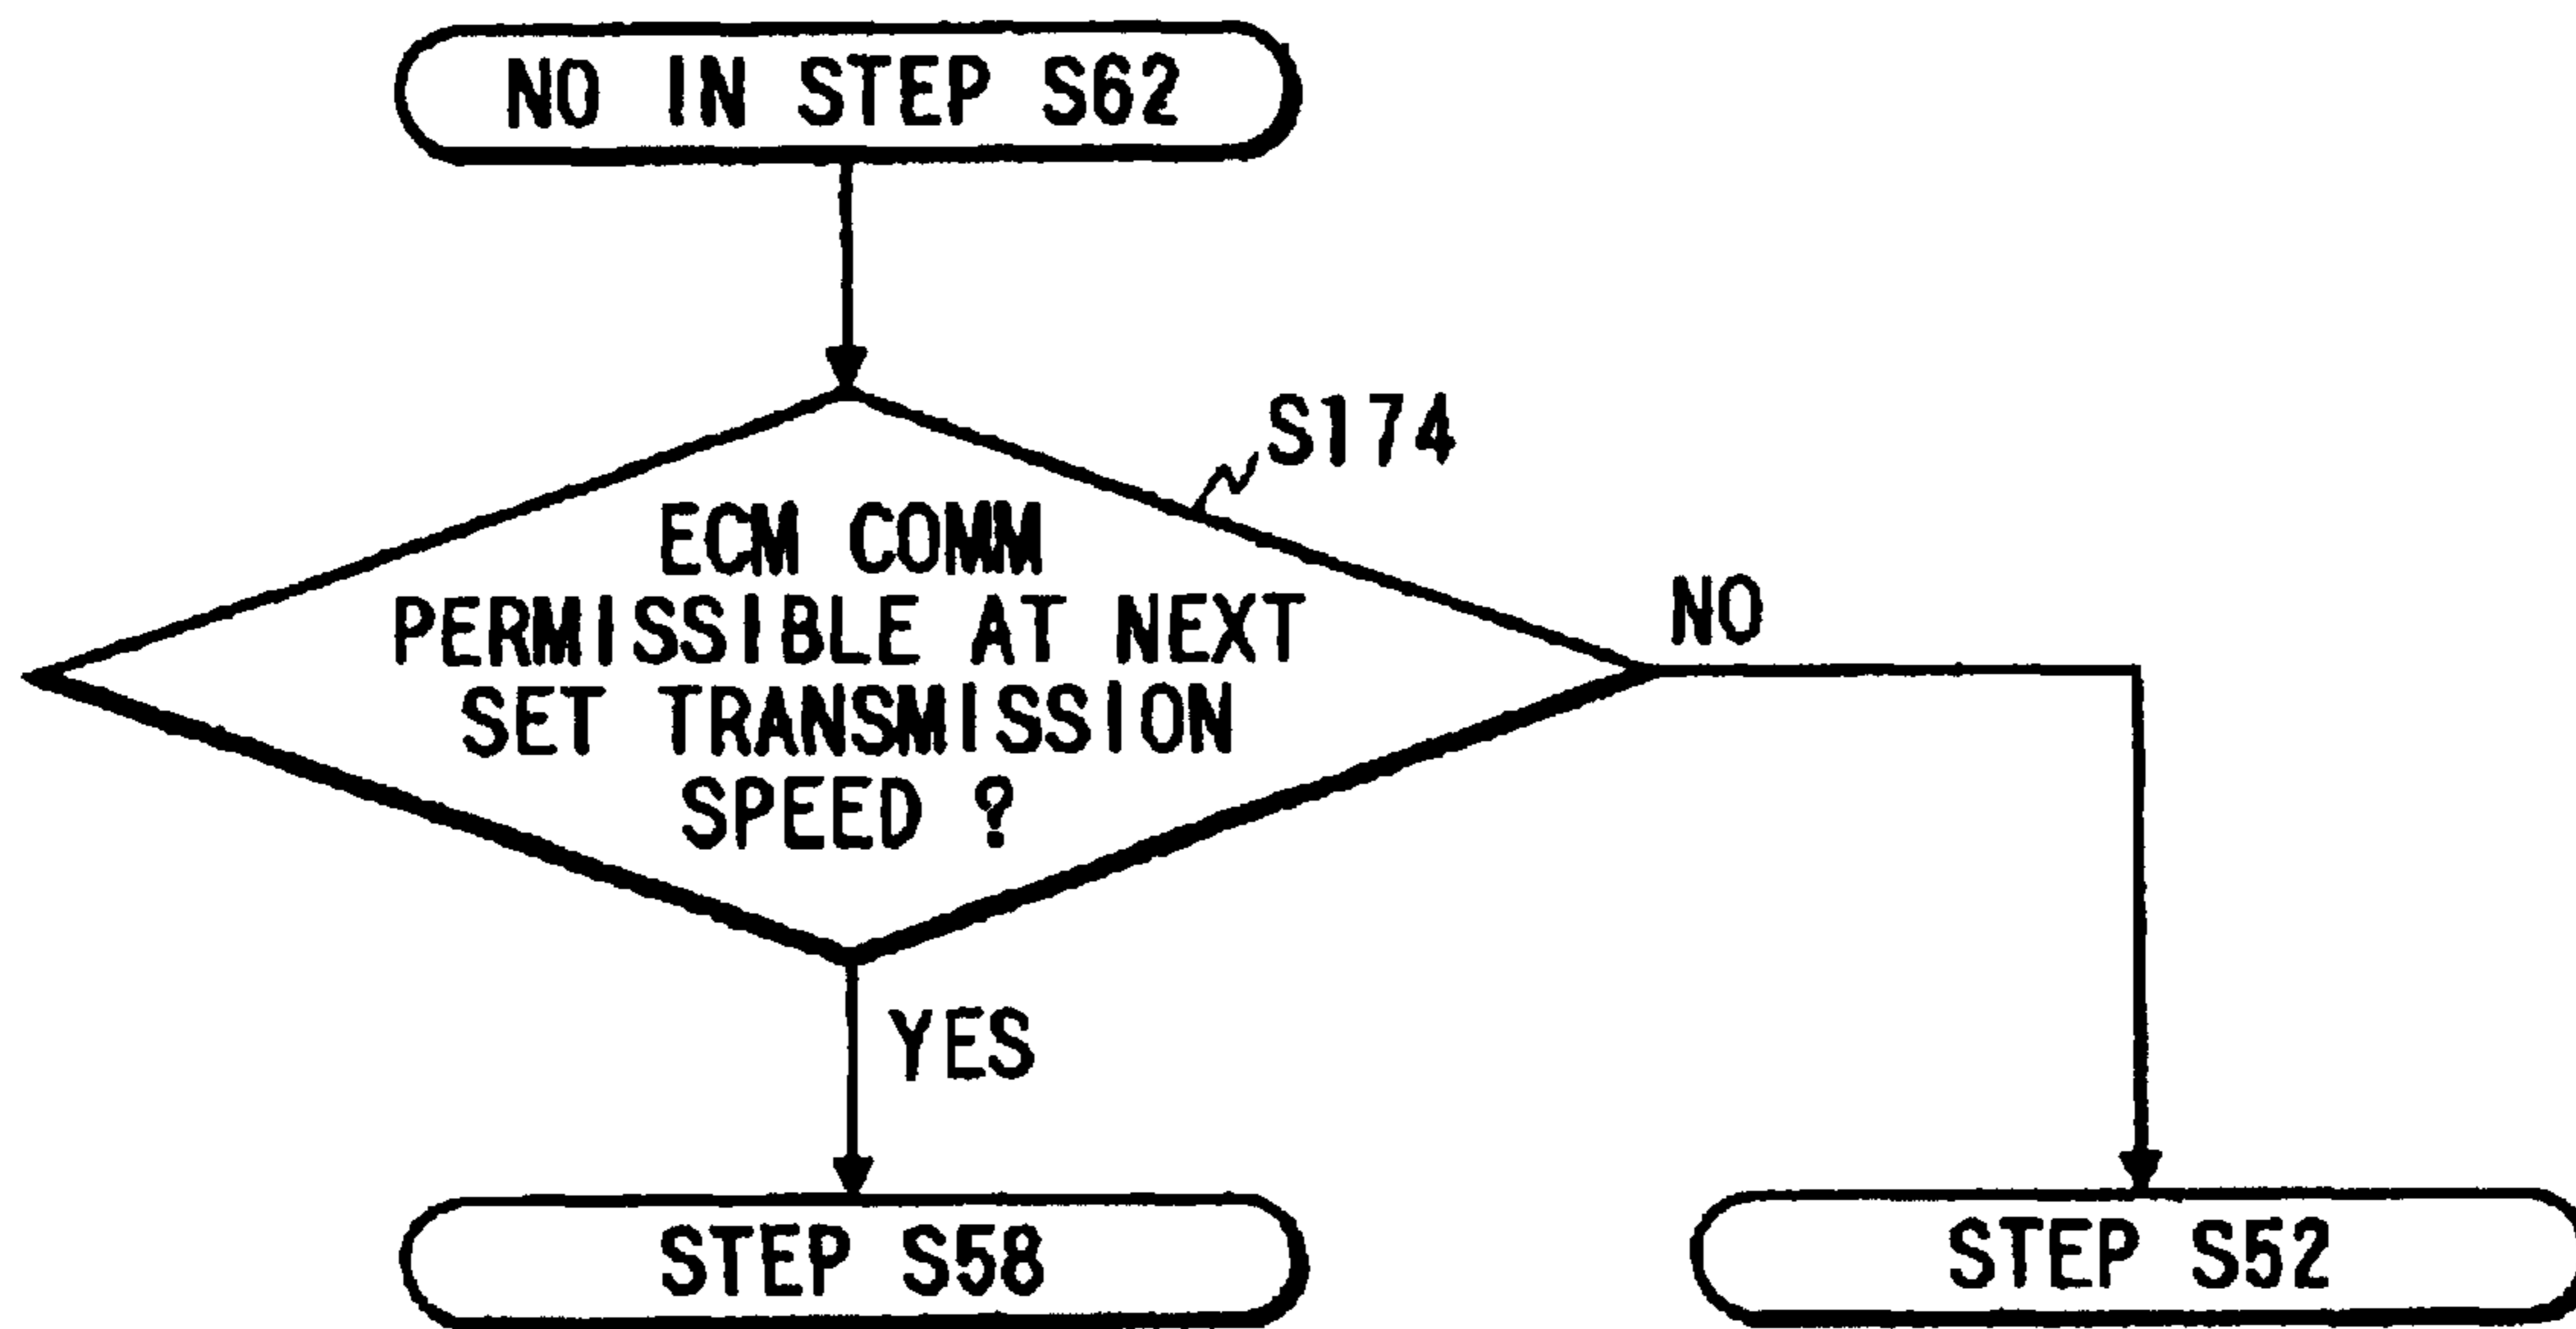 NO IN STEP S62
S174
ECM COMM
PERMISSIBLE AT NEXT
SET TRANSMISSION
SPEED ?
NO
YES
STEP S58
STEP S52